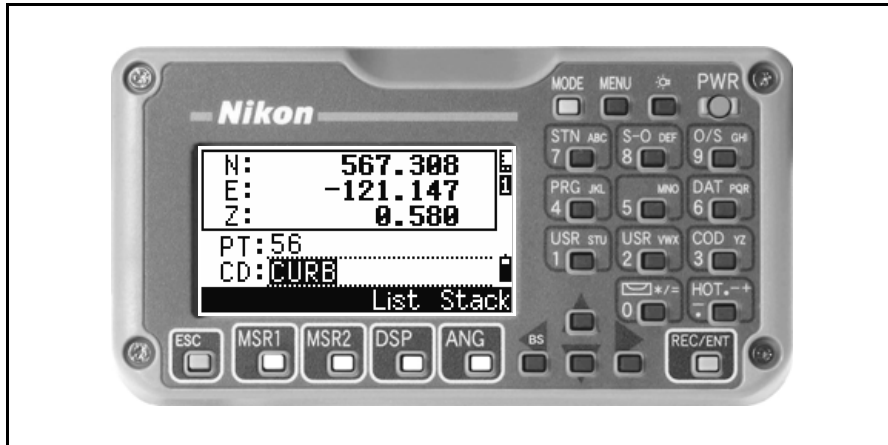 MODE MENU PWR
Nikon
N: 567.308
E: -121.147 1
Z: 0.580
PT:56
CD:CURB
List Stack
STN ABC S-O DEF O/S GHI
7 8 9
PRG JKL MNO DAT PQR
4 5 6
USR STU USR VWX COD YZ
1 2 3
*/= HOT.-+
0 -.
ESC MSR1 MSR2 DSP ANG BS REC/ENT